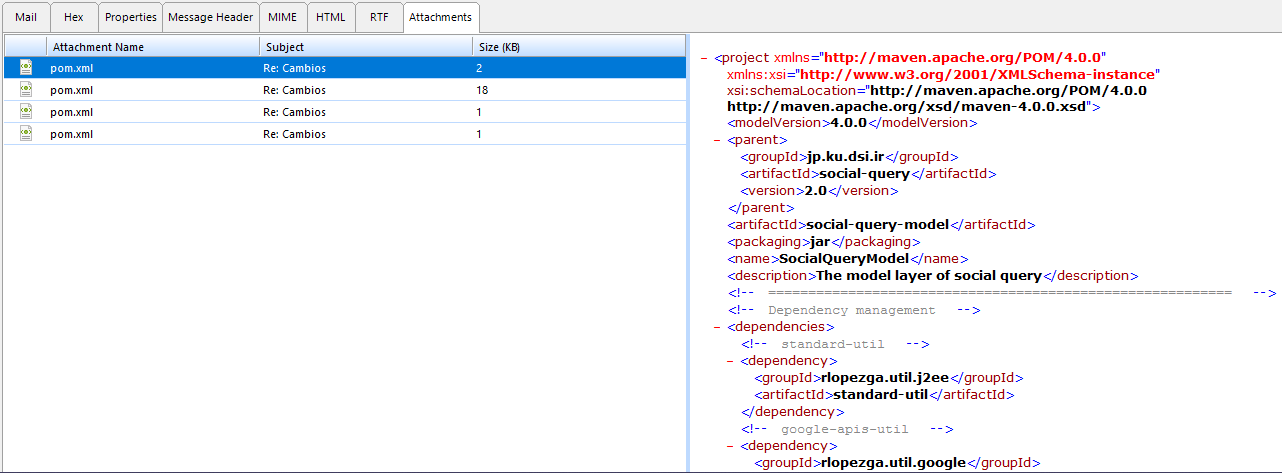 Mail Hex Properties Message Header MIME HTML RTF Attachments
Attachment Name Subject Size (KB)
pom.xml Re: Cambios 2
pom.xml Re: Cambios 18
pom.xml Re: Cambios 1
pom.xml Re: Cambios 1
- <project xmlns="http://maven.apache.org/POM/4.0.0"
xmlns:xsi="http://www.w3.org/2001/XMLSchema-instance"
xsi:schemaLocation="http://maven.apache.org/POM/4.0.0
http://maven.apache.org/xsd/maven-4.0.0.xsd">
<modelVersion>4.0.0</modelVersion>
- <parent>
<groupId>jp.ku.dsi.ir</groupId>
<artifactId>social-query</artifactId>
<version>2.0</version>
</parent>
<artifactId>social-query-model</artifactId>
<packaging>jar</packaging>
<name>SocialQueryModel</name>
<description>The model layer of social query</description>
<!-- ========================================================== -->
<!-- Dependency management -->
- <dependencies>
<!-- standard-util -->
- <dependency>
<groupId>rlopezga.util.j2ee</groupId>
<artifactId>standard-util</artifactId>
</dependency>
<!-- google-apis-util -->
- <dependency>
<groupId>rlopezga.util.google</groupId>